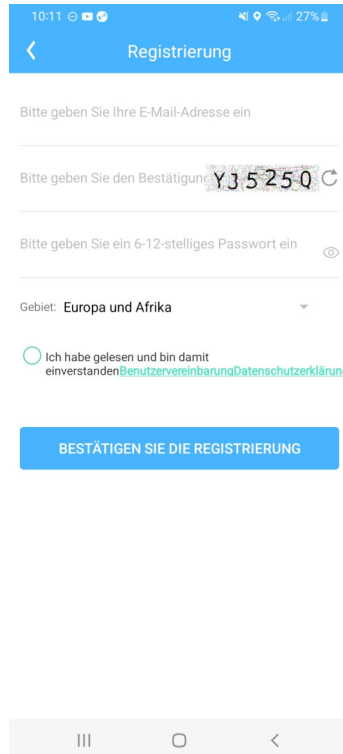 10:11 27%
Registrierung
Bitte geben Sie Ihre E-Mail-Adresse ein
Bitte geben Sie den Bestätigung YJ5250
Bitte geben Sie ein 6-12-stelliges Passwort ein
Gebiet: Europa und Afrika
Ich habe gelesen und bin damit
einverstandenBenutzervereinbarungDatenschutzerklärung
BESTÄTIGEN SIE DIE REGISTRIERUNG